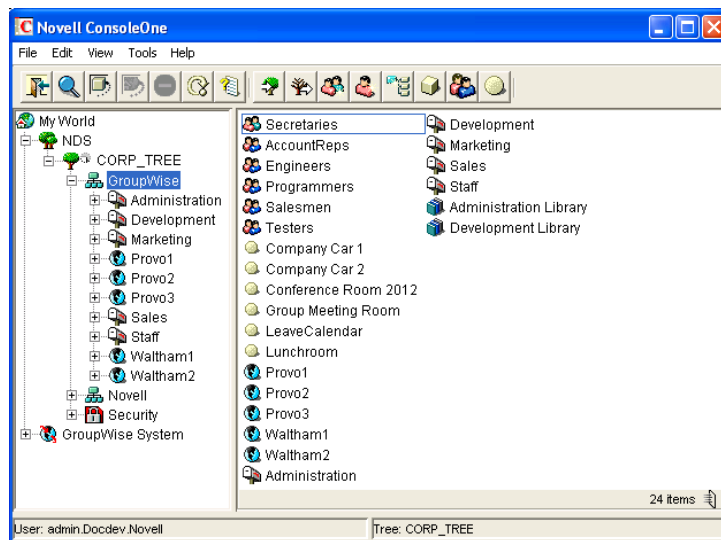 Novell ConsoleOne
File Edit View Tools Help
My World
NDS
CORP_TREE
GroupWise
Administration
Development
Marketing
Provo1
Provo2
Provo3
Sales
Staff
Waltham1
Waltham2
Novell
Security
GroupWise System
Secretaries
AccountReps
Engineers
Programmers
Salesmen
Testers
Company Car 1
Company Car 2
Conference Room 2012
Group Meeting Room
LeaveCalendar
Lunchroom
Provo1
Provo2
Provo3
Waltham1
Waltham2
Administration
Development
Marketing
Sales
Staff
Administration Library
Development Library
24 items
User: admin.Docdev.Novell
Tree: CORP_TREE